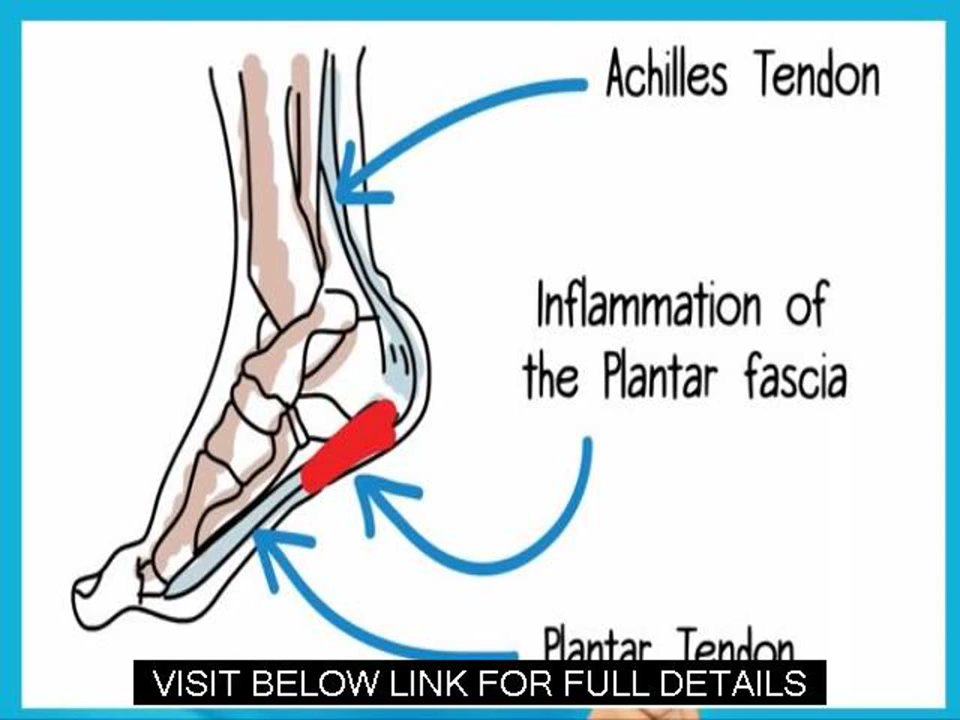 Achilles Tendon
Inflammation of
the Plantar fascia
Plantar Tendon
VISIT BELOW LINK FOR FULL DETAILS